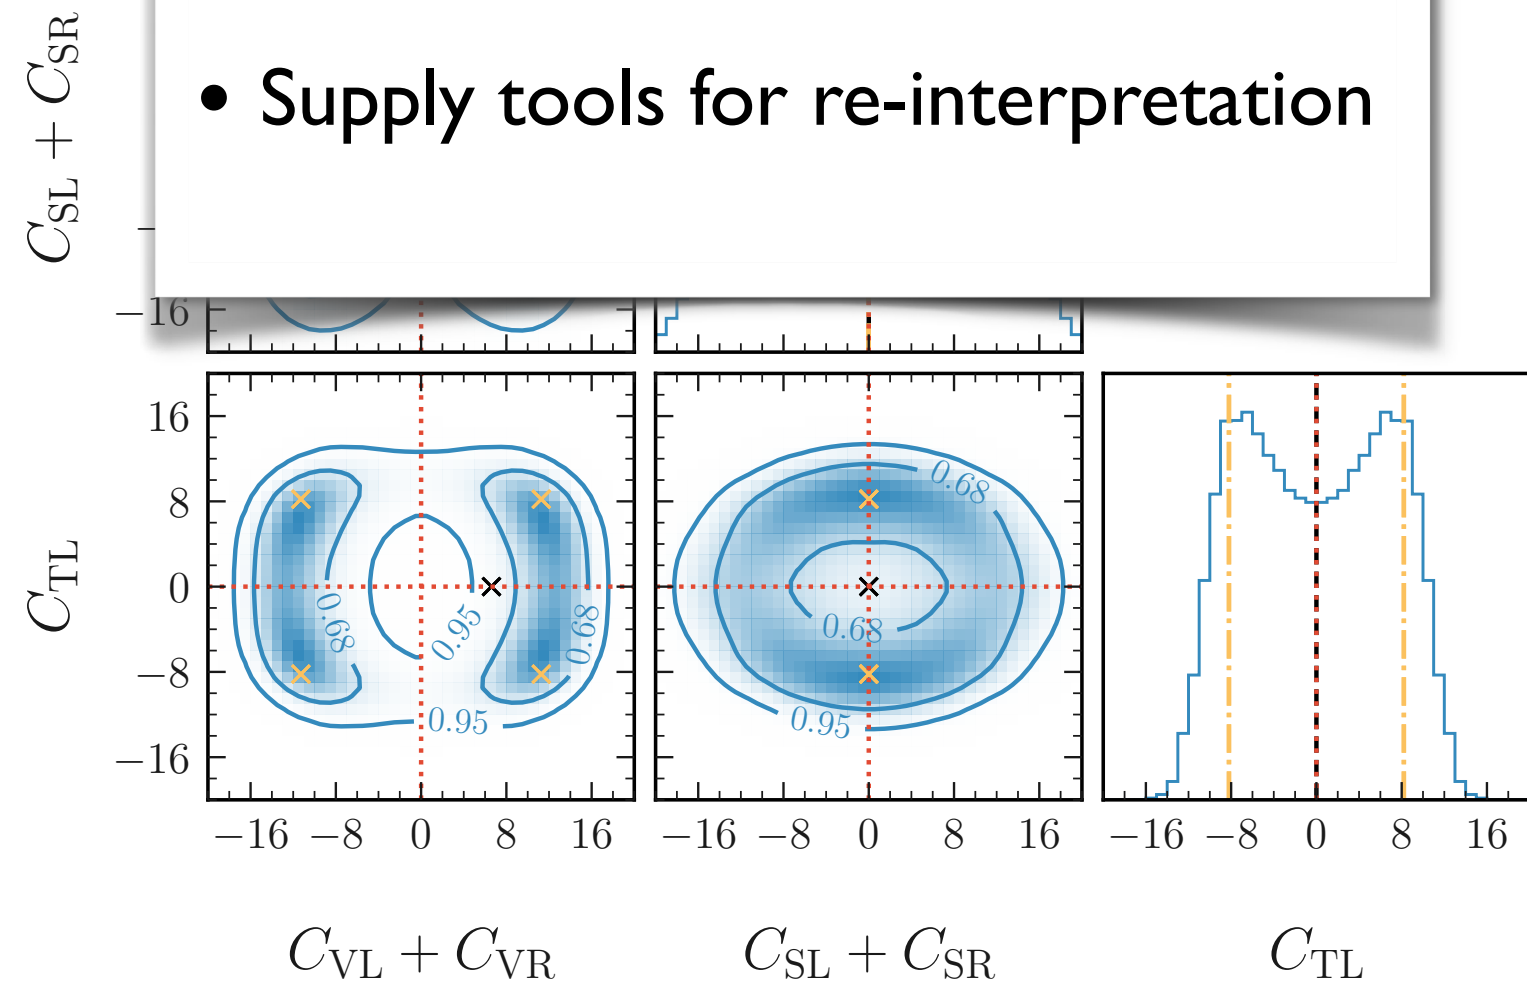 C_SL + C_SR
• Supply tools for re-interpretation
−16
16
8
0
−8
−16
C_TL
0.68
0.95
0.68
0.95
0.68
0.68
0.95
−16 −8 0 8 16
−16 −8 0 8 16
−16 −8 0 8 16
C_VL + C_VR
C_SL + C_SR
C_TL